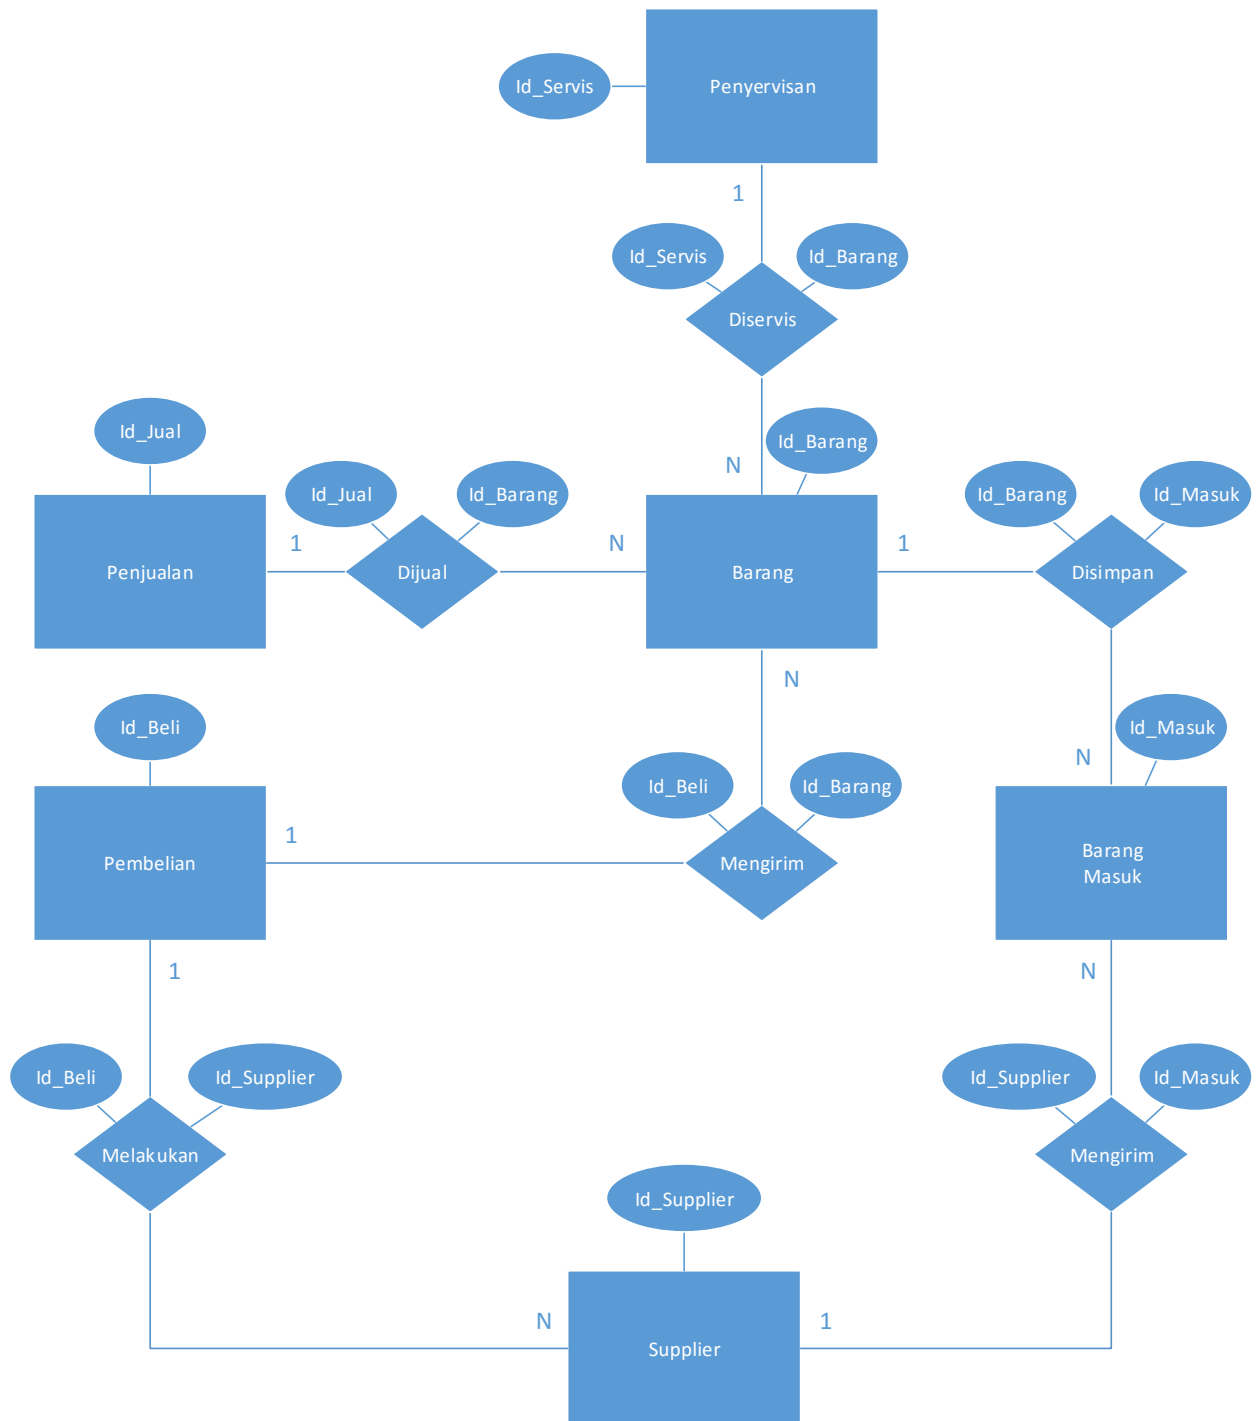 Id_Servis
Penyervisan
1
Id_Servis
Id_Barang
Diservis
Id_Jual
Id_Barang
N
Id_Jual
Id_Barang
Id_Barang
Id_Masuk
1
N
1
Penjualan
Dijual
Barang
Disimpan
N
Id_Beli
Id_Masuk
N
Id_Beli
Id_Barang
1
Pembelian
Mengirim
Barang
Masuk
1
N
Id_Beli
Id_Supplier
Id_Supplier
Id_Masuk
Melakukan
Mengirim
Id_Supplier
N
1
Supplier